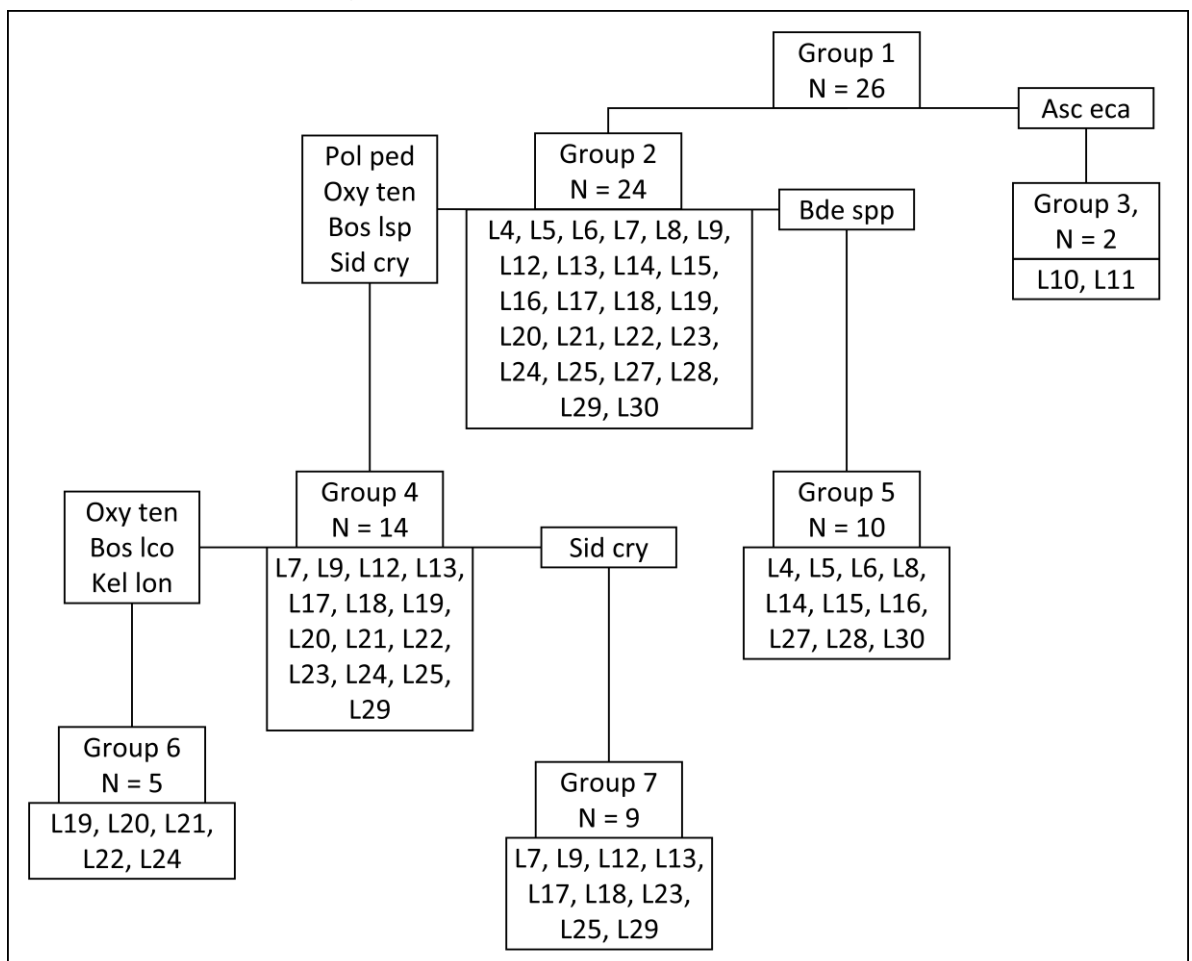 Group 1
N = 26
Asc eca
Pol ped
Oxy ten
Bos lsp
Sid cry
Group 2
N = 24
L4, L5, L6, L7, L8, L9,
L12, L13, L14, L15,
L16, L17, L18, L19,
L20, L21, L22, L23,
L24, L25, L27, L28,
L29, L30
Bde spp
Group 3,
N = 2
L10, L11
Oxy ten
Bos lco
Kel lon
Group 4
N = 14
L7, L9, L12, L13,
L17, L18, L19,
L20, L21, L22,
L23, L24, L25,
L29
Sid cry
Group 5
N = 10
L4, L5, L6, L8,
L14, L15, L16,
L27, L28, L30
Group 6
N = 5
L19, L20, L21,
L22, L24
Group 7
N = 9
L7, L9, L12, L13,
L17, L18, L23,
L25, L29